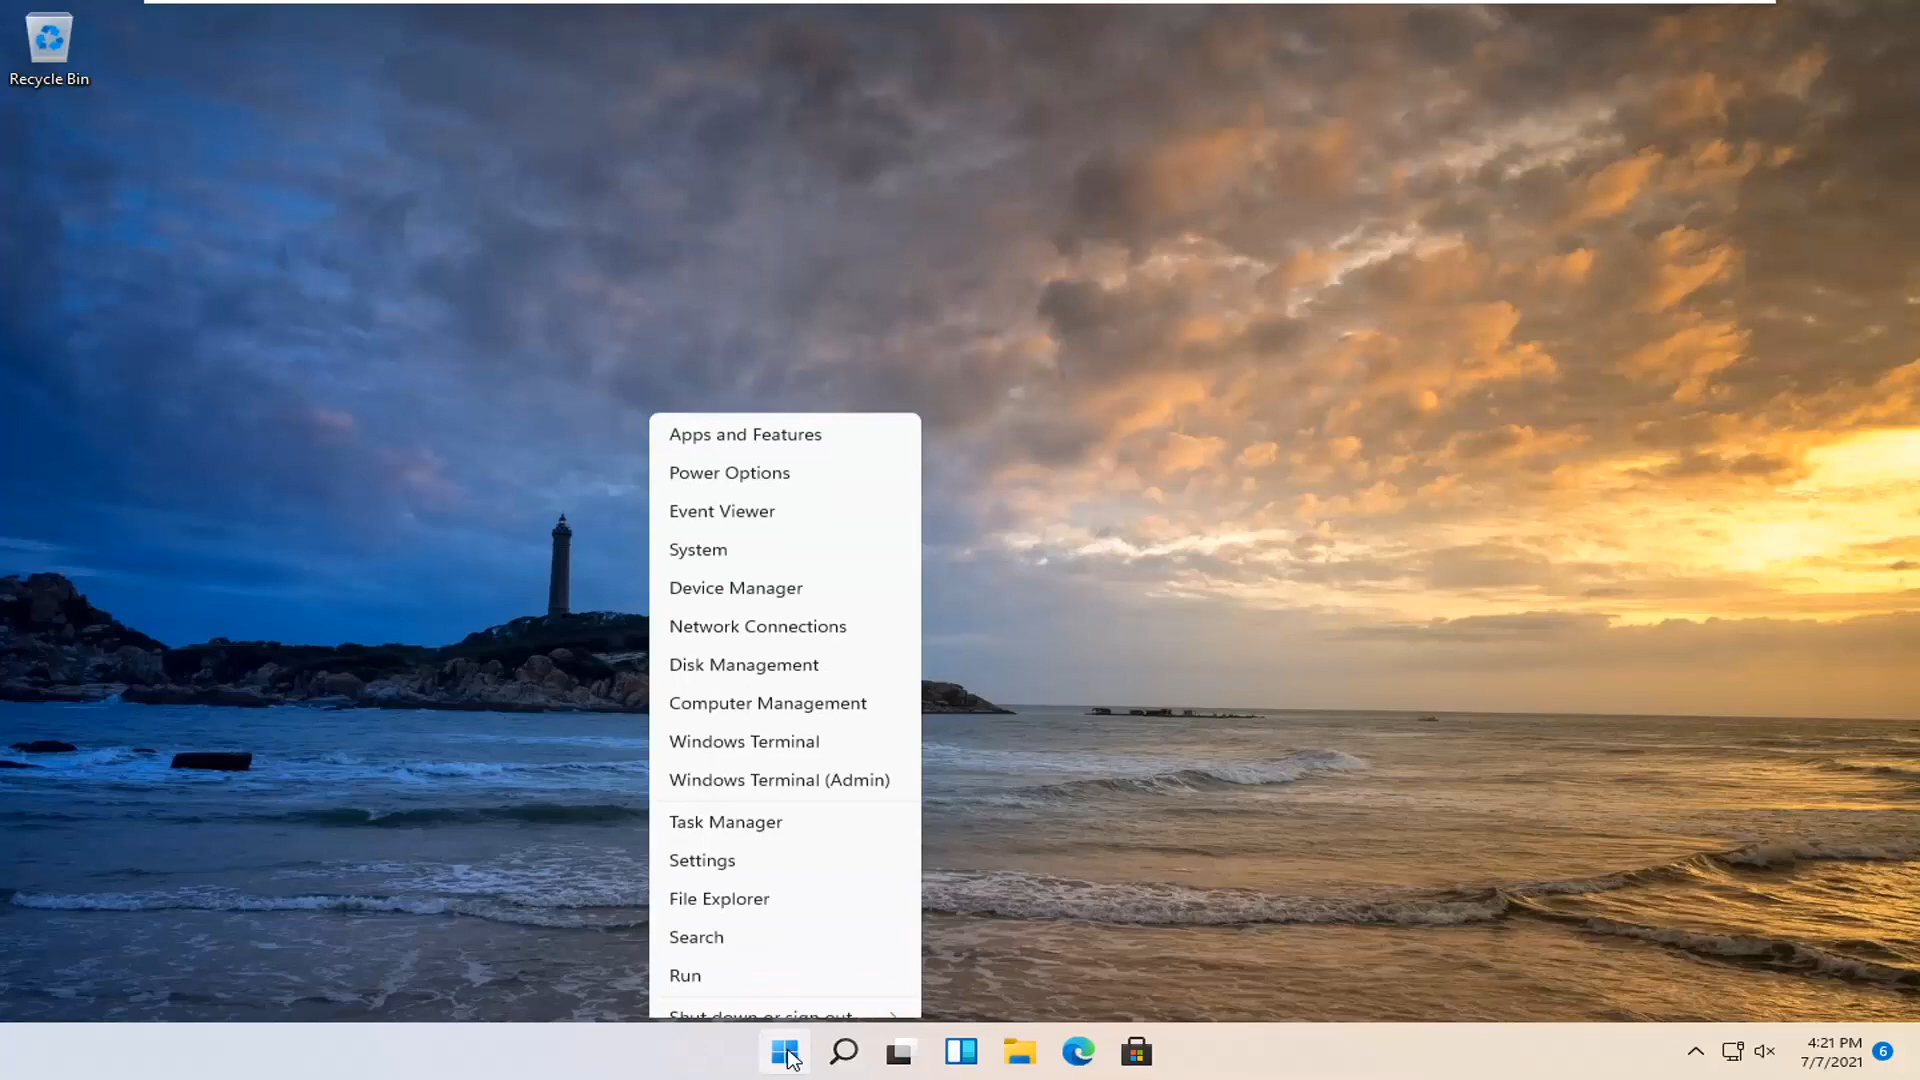 Recycle Bin
Apps and Features
Power Options
Event Viewer
System
Device Manager
Network Connections
Disk Management
Computer Management
Windows Terminal
Windows Terminal (Admin)
Task Manager
Settings
File Explorer
Search
Run
Shut down or sign out
4:21 PM
7/7/2021
6